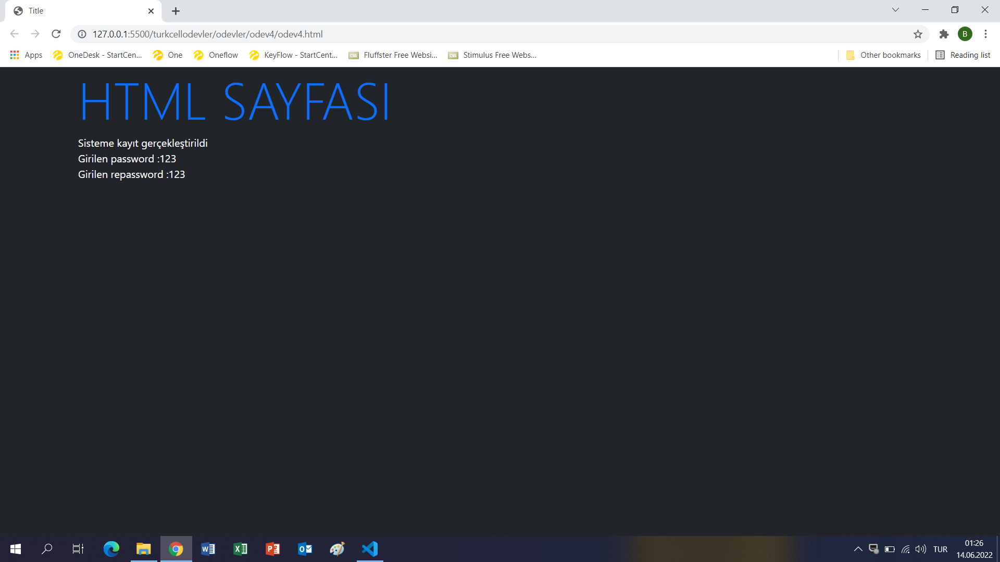 Title
127.0.0.1:5500/turkcellodevler/odevler/odev4/odev4.html
B
Apps
OneDesk - StartCen...
One
Oneflow
KeyFlow - StartCent...
Fluffster Free Websi...
Stimulus Free Webs...
Other bookmarks
Reading list
HTML SAYFASI
Sisteme kayıt gerçekleştirildi
Girilen password :123
Girilen repassword :123
TUR
01:26
14.06.2022